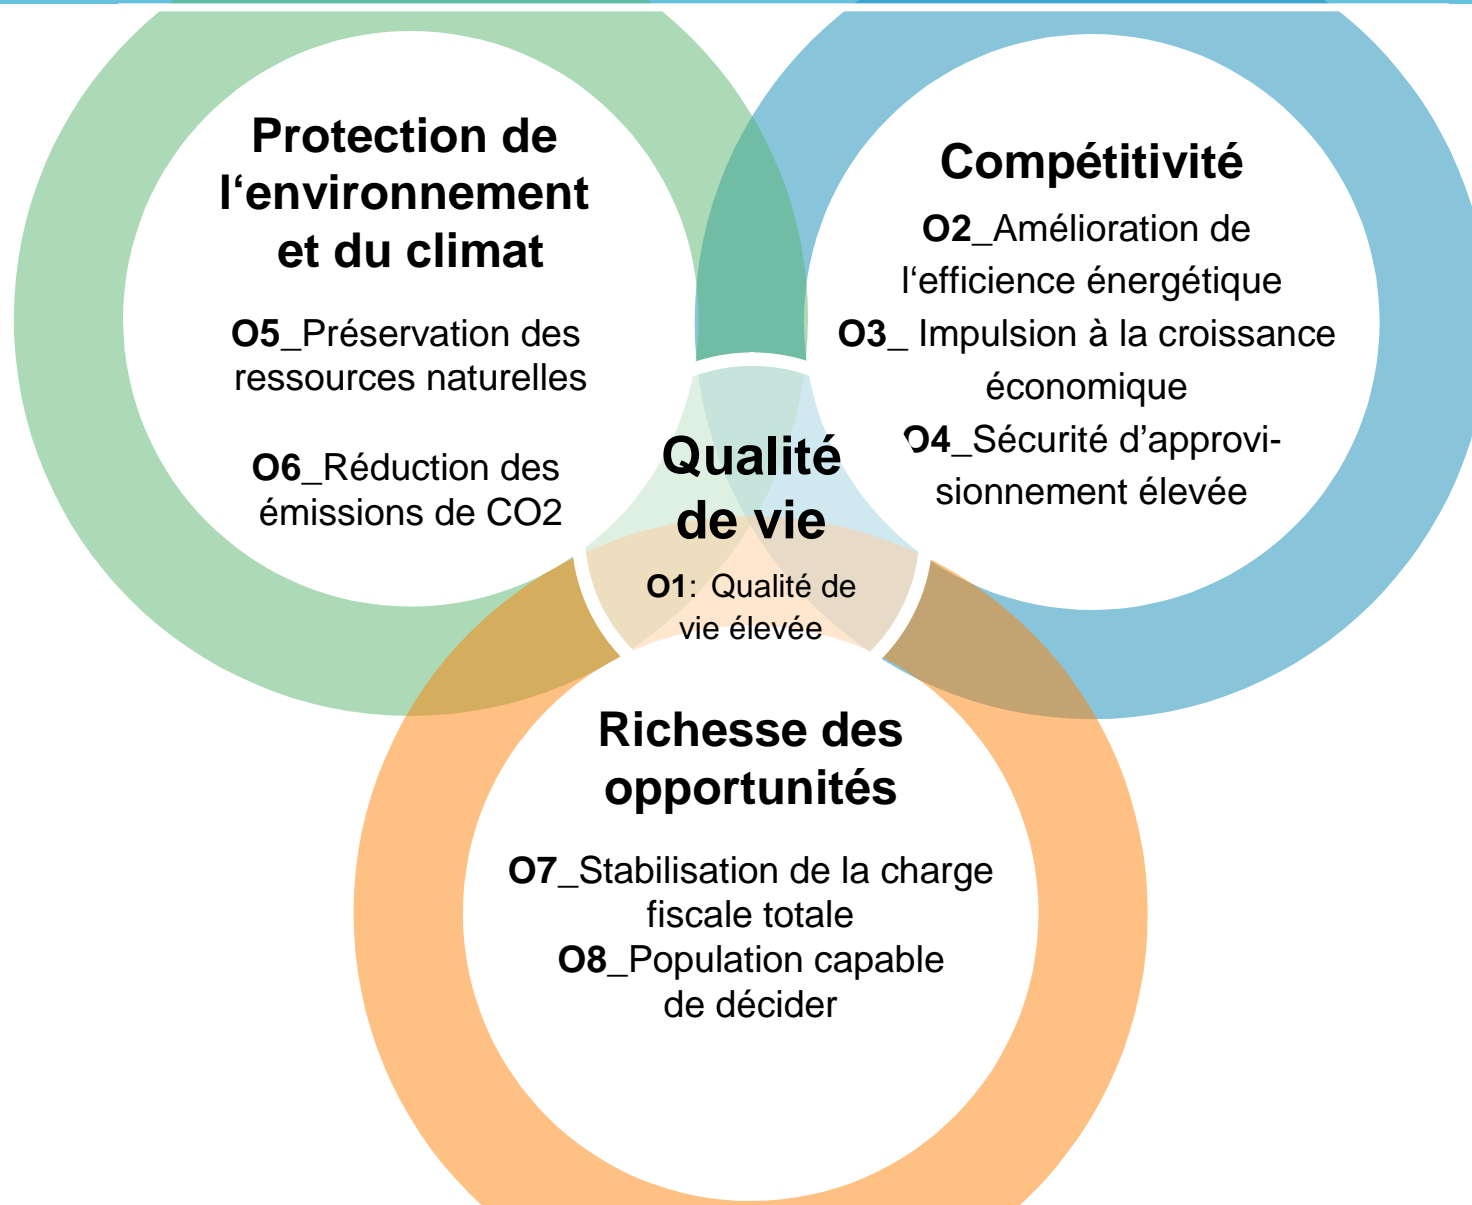 Protection de
l‘environnement
et du climat
O5_Préservation des
ressources naturelles
O6_Réduction des
émissions de CO2
Compétitivité
O2_Amélioration de
l‘efficience énergétique
O3_ Impulsion à la croissance
économique
O4_Sécurité d’approvi-
sionnement élevée
Qualité
de vie
O1: Qualité de
vie élevée
Richesse des
opportunités
O7_Stabilisation de la charge
fiscale totale
O8_Population capable
de décider